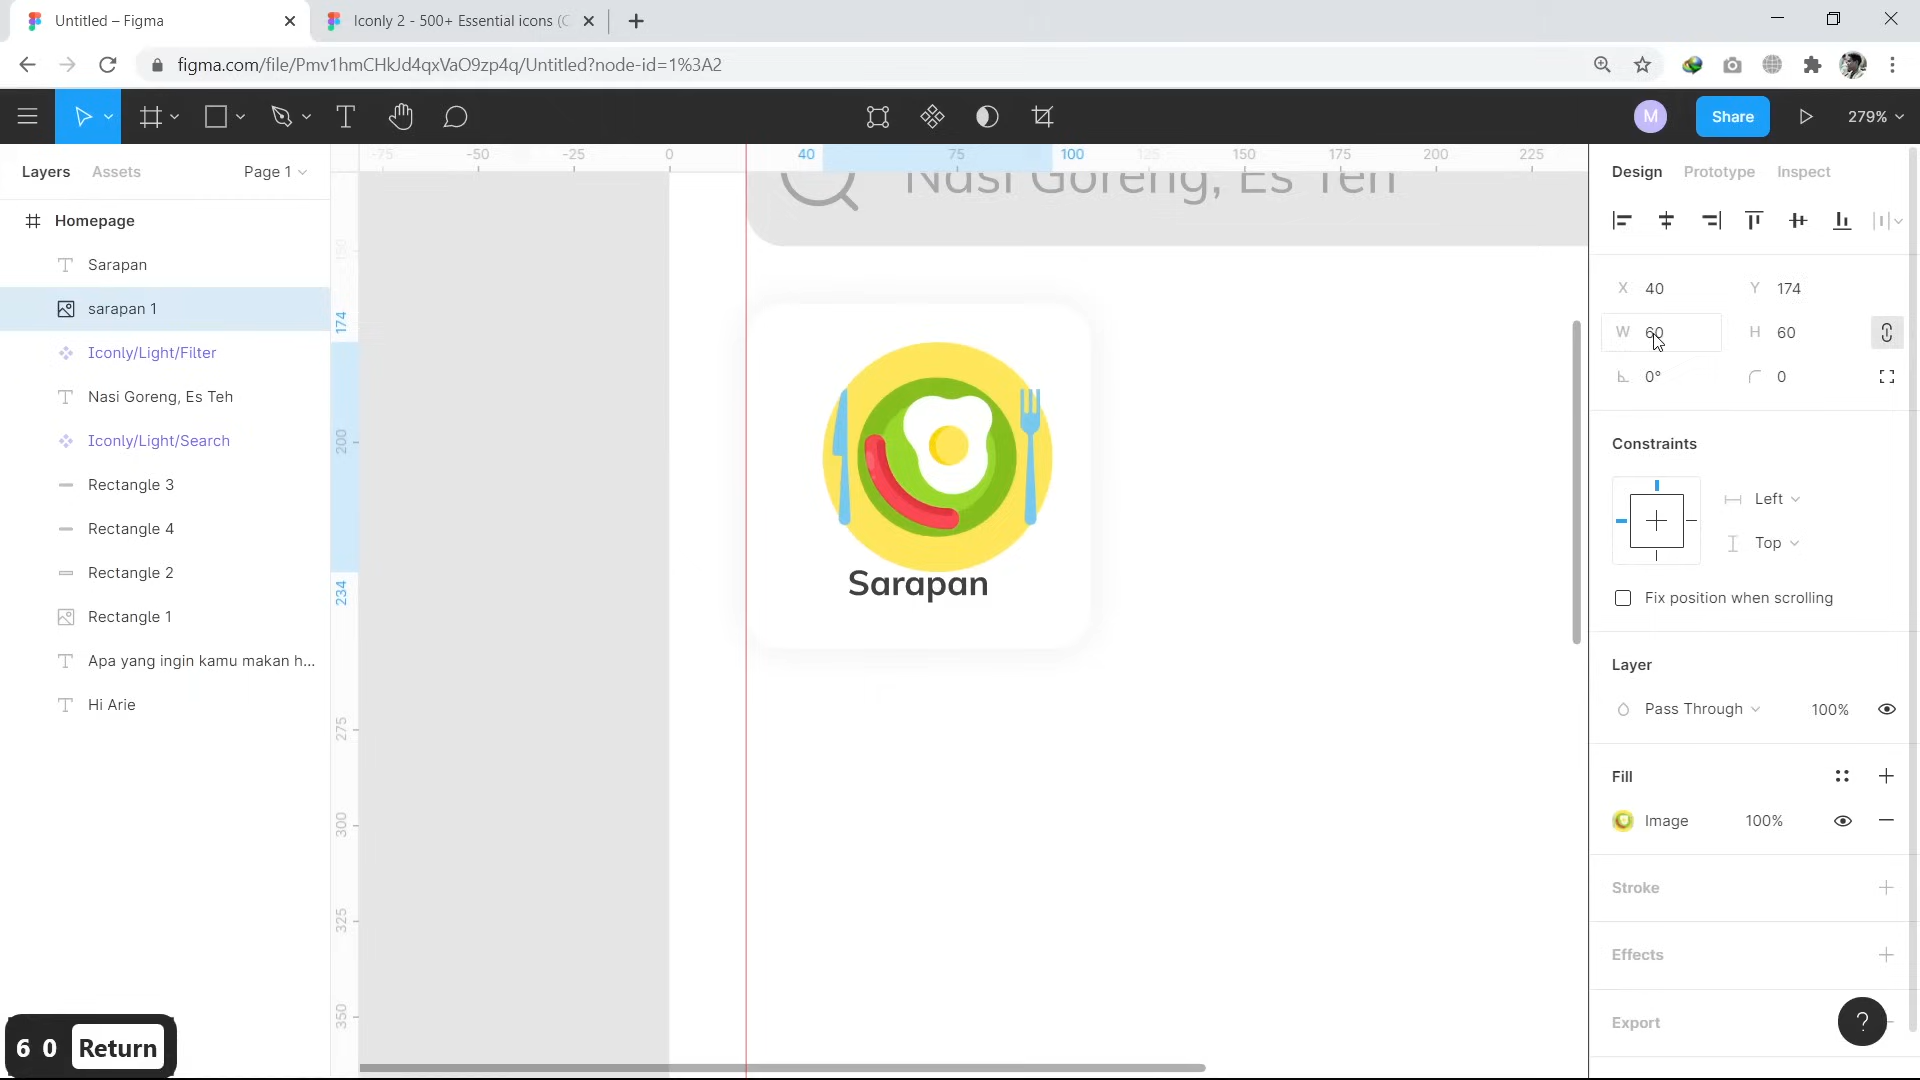 Untitled – Figma
Iconly 2 - 500+ Essential icons (C
figma.com/file/Pmv1hmCHkJd4qxVaO9zp4q/Untitled?node-id=1%3A2
M
Share
279%
Layers
Assets
Page 1
Homepage
Sarapan
sarapan 1
Iconly/Light/Filter
Nasi Goreng, Es Teh
Iconly/Light/Search
Rectangle 3
Rectangle 4
Rectangle 2
Rectangle 1
Apa yang ingin kamu makan h...
Hi Arie
-75 -50 -25 0 40 75 100 125 150 175 200 225
150
174
200
234
275
300
325
350
Nasi Goreng, Es Teh
Sarapan
Design
Prototype
Inspect
X 40
Y 174
W 60
H 60
0°
0
Constraints
Left
Top
Fix position when scrolling
Layer
Pass Through
100%
Fill
Image
100%
Stroke
Effects
Export
?
6 0 Return